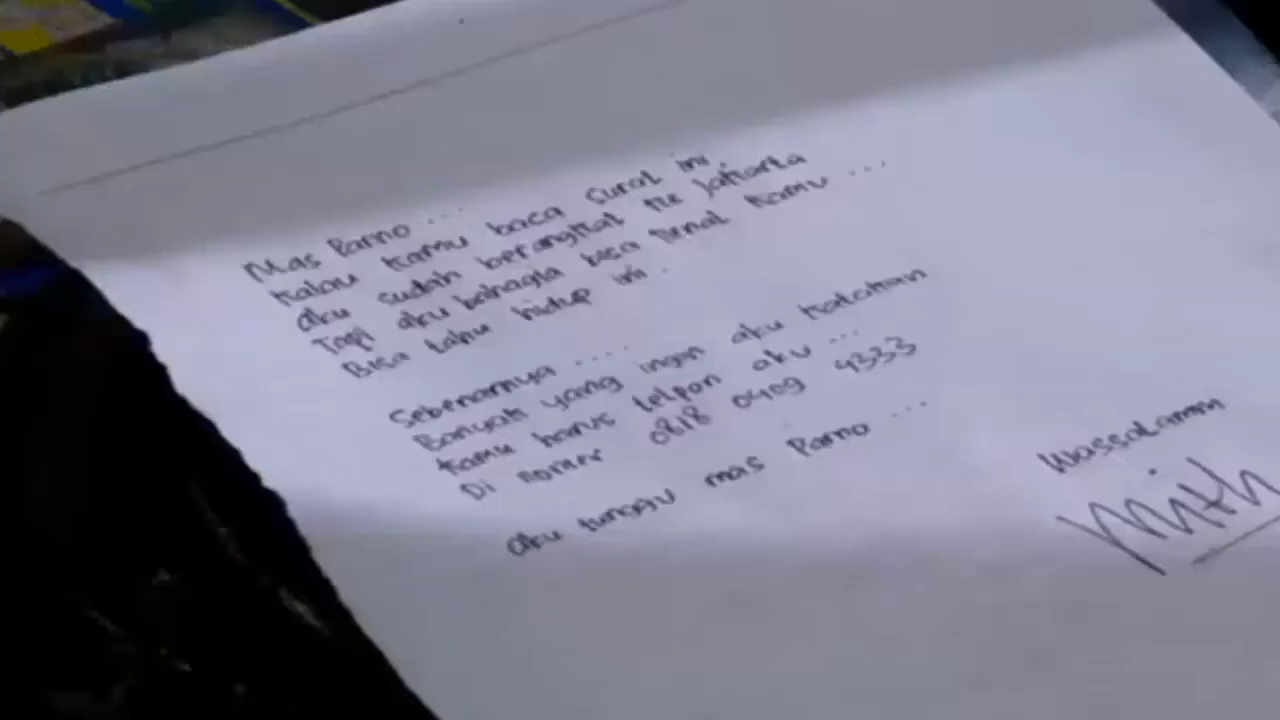 Mas Parno ...
Kalau kamu baca surat ini
aku sudah berangkat ke Jakarta
Tapi aku bahagia bisa kenal kamu ...
Bisa tahu hidup ini.
Sebenarnya ....
Banyak yang ingin aku katakan
Kamu harus telpon aku ...
Di nomer 0818 0409 4333
aku tunggu mas Parno ...
Wassalamm